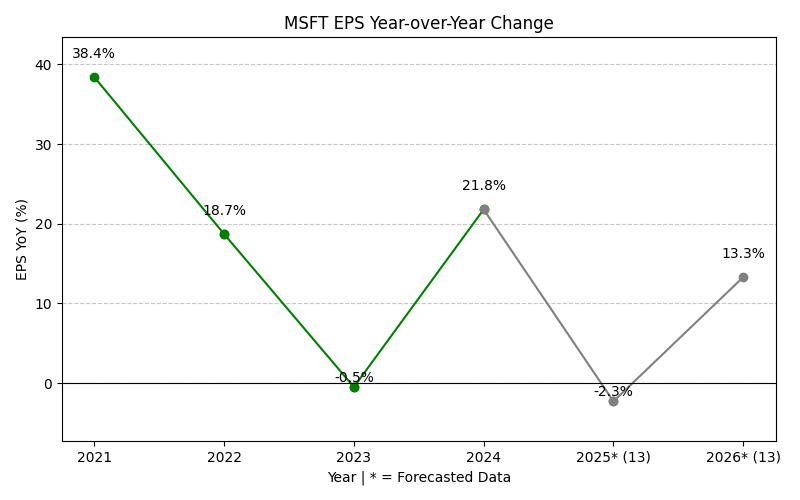 MSFT EPS Year-over-Year Change
EPS YoY (%)
40
30
20
10
0
38.4%
18.7%
-0.5%
21.8%
-2.3%
13.3%
2021 2022 2023 2024 2025* (13) 2026* (13)
Year | * = Forecasted Data